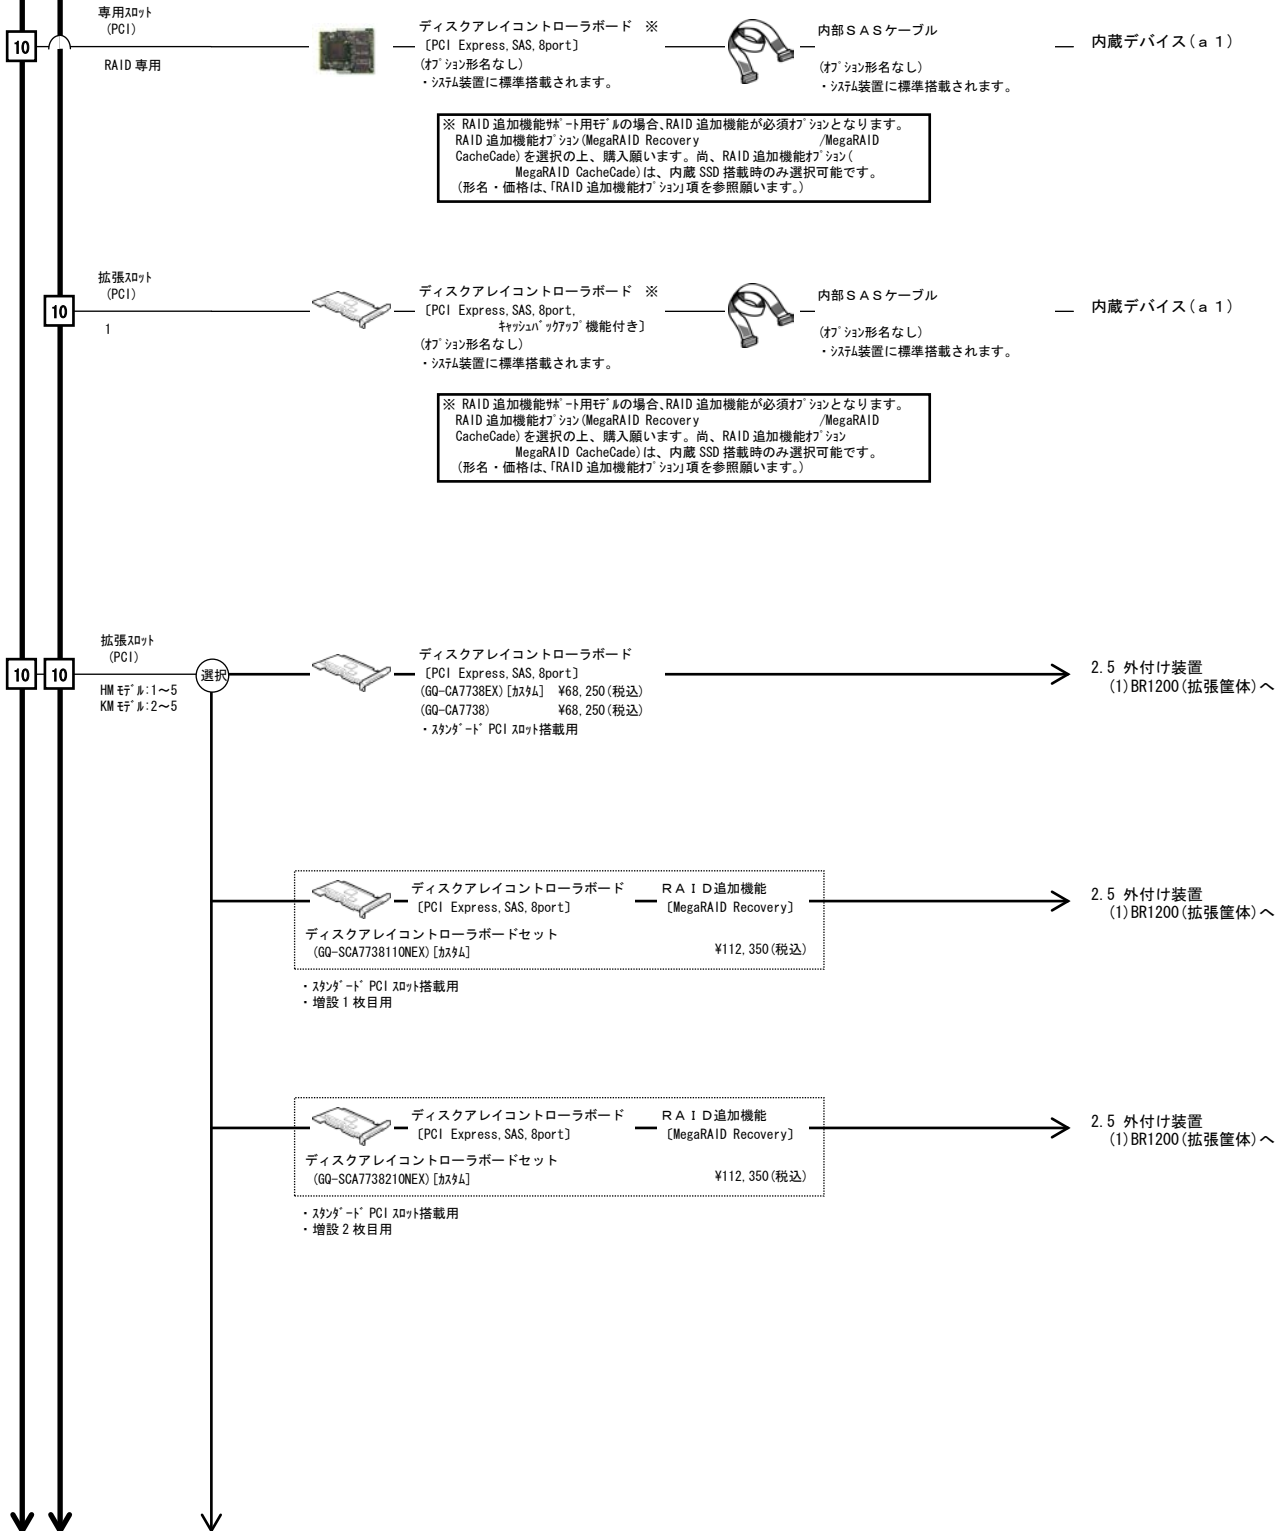 専用ｽﾛｯﾄ
(PCI)
10
RAID 専用
ディスクアレイコントローラボード ※
〔PCI Express,SAS,8port〕
(ｵﾌﾟｼｮﾝ形名なし)
・ｼｽﾃﾑ装置に標準搭載されます。
内部ＳＡＳケーブル
(ｵﾌﾟｼｮﾝ形名なし)
・ｼｽﾃﾑ装置に標準搭載されます。
内蔵デバイス(ａ１)
※ RAID 追加機能ｻﾎﾟｰﾄ用ﾓﾃﾞﾙの場合、RAID 追加機能が必須ｵﾌﾟｼｮﾝとなります。
RAID 追加機能ｵﾌﾟｼｮﾝ(MegaRAID Recovery /MegaRAID
CacheCade)を選択の上、購入願います。尚、RAID 追加機能ｵﾌﾟｼｮﾝ(
MegaRAID CacheCade)は、内蔵 SSD 搭載時のみ選択可能です。
(形名・価格は、｢RAID 追加機能ｵﾌﾟｼｮﾝ｣項を参照願います。)
拡張ｽﾛｯﾄ
(PCI)
10
1
ディスクアレイコントローラボード ※
〔PCI Express,SAS,8port,
ｷｬｯｼｭﾊﾞｯｸｱｯﾌﾟ機能付き〕
(ｵﾌﾟｼｮﾝ形名なし)
・ｼｽﾃﾑ装置に標準搭載されます。
内部ＳＡＳケーブル
(ｵﾌﾟｼｮﾝ形名なし)
・ｼｽﾃﾑ装置に標準搭載されます。
内蔵デバイス(ａ１)
※ RAID 追加機能ｻﾎﾟｰﾄ用ﾓﾃﾞﾙの場合、RAID 追加機能が必須ｵﾌﾟｼｮﾝとなります。
RAID 追加機能ｵﾌﾟｼｮﾝ(MegaRAID Recovery /MegaRAID
CacheCade)を選択の上、購入願います。尚、RAID 追加機能ｵﾌﾟｼｮﾝ
MegaRAID CacheCade)は、内蔵 SSD 搭載時のみ選択可能です。
(形名・価格は、｢RAID 追加機能ｵﾌﾟｼｮﾝ｣項を参照願います。)
拡張ｽﾛｯﾄ
(PCI)
10 10
HM ﾓﾃﾞﾙ:1～5
KM ﾓﾃﾞﾙ:2～5
選択
ディスクアレイコントローラボード
〔PCI Express,SAS,8port〕
(GQ-CA7738EX)[ｶｽﾀﾑ] ¥68,250(税込)
(GQ-CA7738) ¥68,250(税込)
・ｽﾀﾝﾀﾞｰﾄﾞ PCI ｽﾛｯﾄ搭載用
2.5 外付け装置
(1)BR1200(拡張筐体)へ
ディスクアレイコントローラボード
〔PCI Express,SAS,8port〕
ＲＡＩＤ追加機能
〔MegaRAID Recovery〕
ディスクアレイコントローラボードセット
(GQ-SCA7738110NEX)[ｶｽﾀﾑ] ¥112,350(税込)
・ｽﾀﾝﾀﾞｰﾄﾞ PCI ｽﾛｯﾄ搭載用
・増設 1 枚目用
2.5 外付け装置
(1)BR1200(拡張筐体)へ
ディスクアレイコントローラボード
〔PCI Express,SAS,8port〕
ＲＡＩＤ追加機能
〔MegaRAID Recovery〕
ディスクアレイコントローラボードセット
(GQ-SCA7738210NEX)[ｶｽﾀﾑ] ¥112,350(税込)
・ｽﾀﾝﾀﾞｰﾄﾞ PCI ｽﾛｯﾄ搭載用
・増設 2 枚目用
2.5 外付け装置
(1)BR1200(拡張筐体)へ